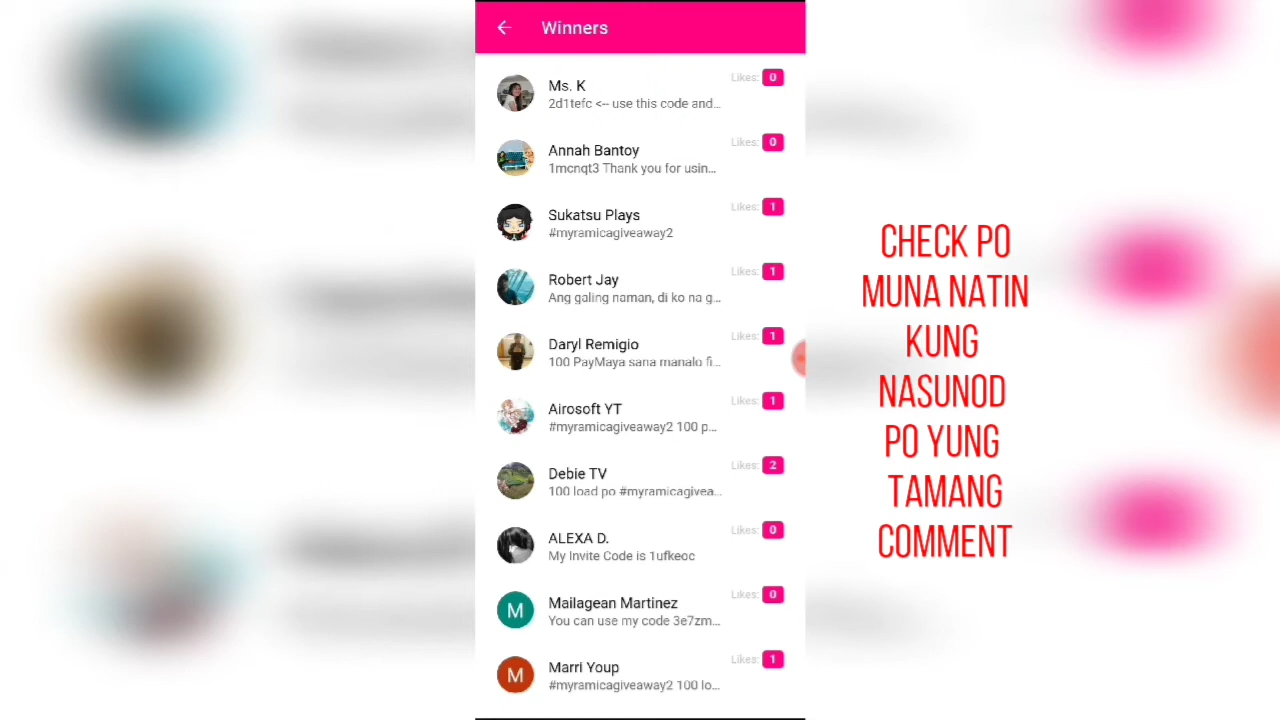 Winners
Ms. K
Likes: 0
2d1tefc <-- use this code and...
Annah Bantoy
Likes: 0
1mcnqt3 Thank you for usin...
Sukatsu Plays
Likes: 1
#myramicagiveaway2
Robert Jay
Likes: 1
Ang galing naman, di ko na g...
Daryl Remigio
Likes: 1
100 PayMaya sana manalo fi...
Airosoft YT
Likes: 1
#myramicagiveaway2 100 p...
Debie TV
Likes: 2
100 load po #myramicagivea...
ALEXA D.
Likes: 0
My Invite Code is 1ufkeoc
M
Mailagean Martinez
Likes: 0
You can use my code 3e7zm...
M
Marri Youp
Likes: 1
#myramicagiveaway2 100 lo...
CHECK PO
MUNA NATIN
KUNG
NASUNOD
PO YUNG
TAMANG
COMMENT